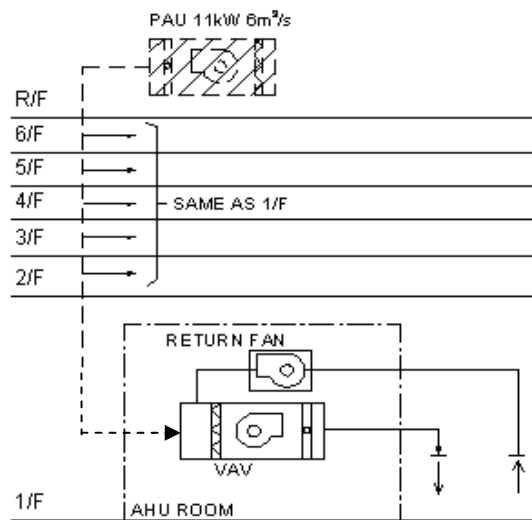 PAU 11kW 6m³/s
R/F
6/F
5/F
4/F
SAME AS 1/F
3/F
2/F
RETURN FAN
VAV
1/F
AHU ROOM